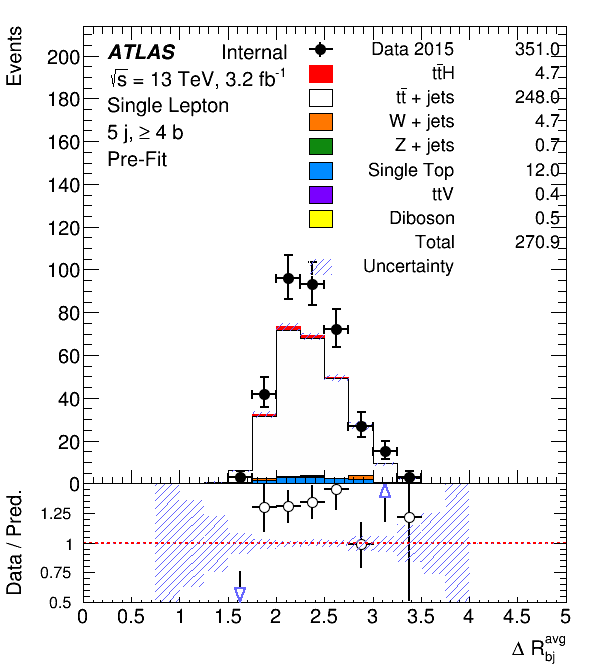 Events
ATLAS Internal
√s = 13 TeV, 3.2 fb⁻¹
Single Lepton
5 j, ≥ 4 b
Pre-Fit
Data 2015 351.0
tt̄H 4.7
tt̄ + jets 248.0
W + jets 4.7
Z + jets 0.7
Single Top 12.0
ttV 0.4
Diboson 0.5
Total 270.9
Uncertainty
200
180
160
140
120
100
80
60
40
20
0
Data / Pred.
1.25
1
0.75
0.5
0 0.5 1 1.5 2 2.5 3 3.5 4 4.5 5
Δ R_bj^avg